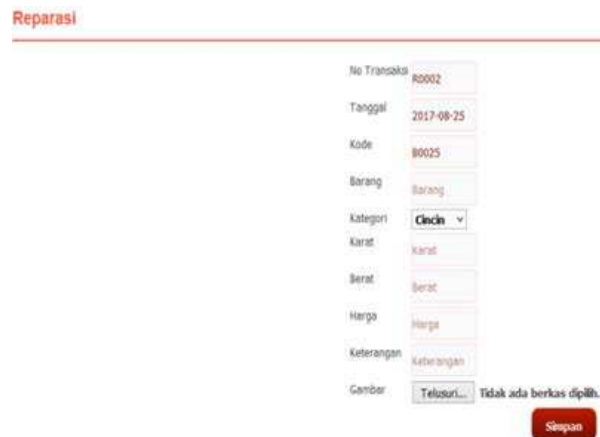 Reparasi
No Transaksi R0002
Tanggal 2017-08-25
Kode B0025
Barang Barang
Kategori Cincin
Karat Karat
Berat Berat
Harga Harga
Keterangan Keterangan
Gambar Telusuri... Tidak ada berkas dipilih.
Simpan